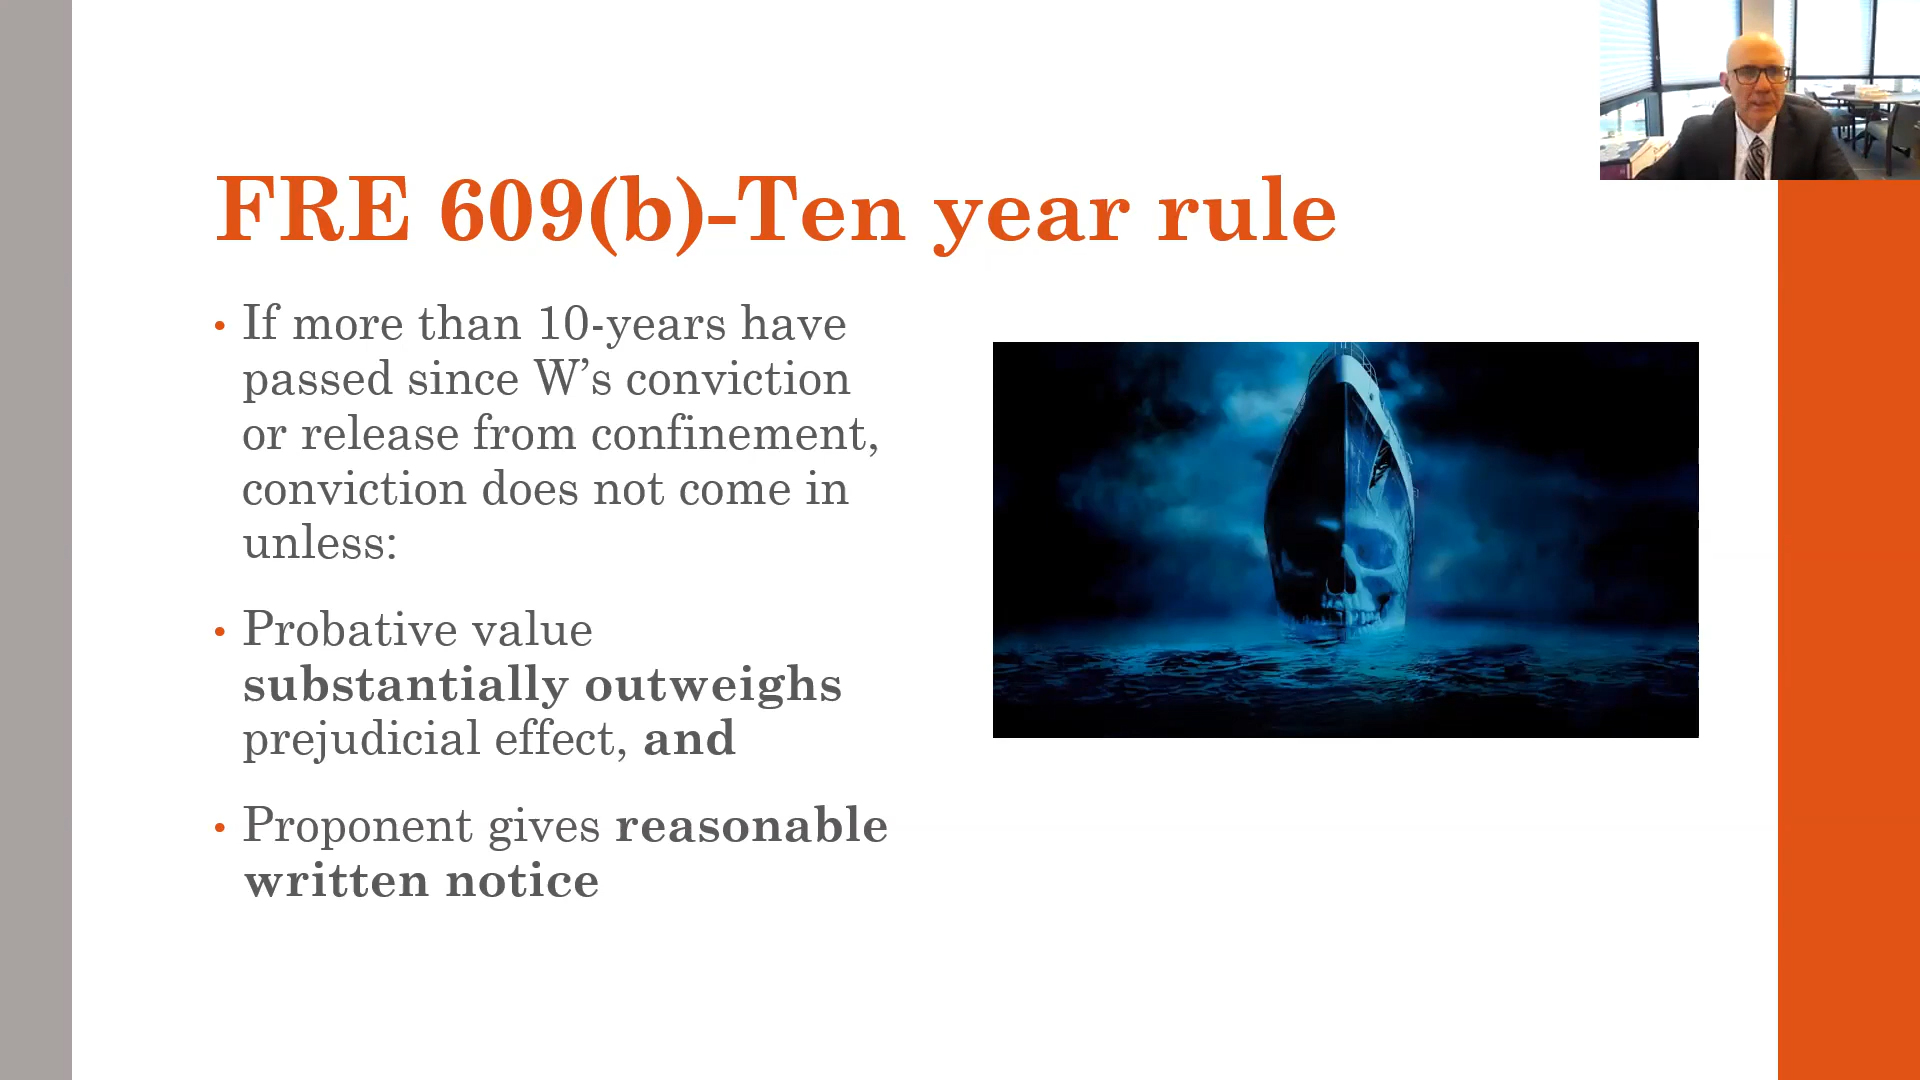 FRE 609(b)-Ten year rule
• If more than 10-years have
passed since W’s conviction
or release from confinement,
conviction does not come in
unless:
• Probative value
substantially outweighs
prejudicial effect, and
• Proponent gives reasonable
written notice